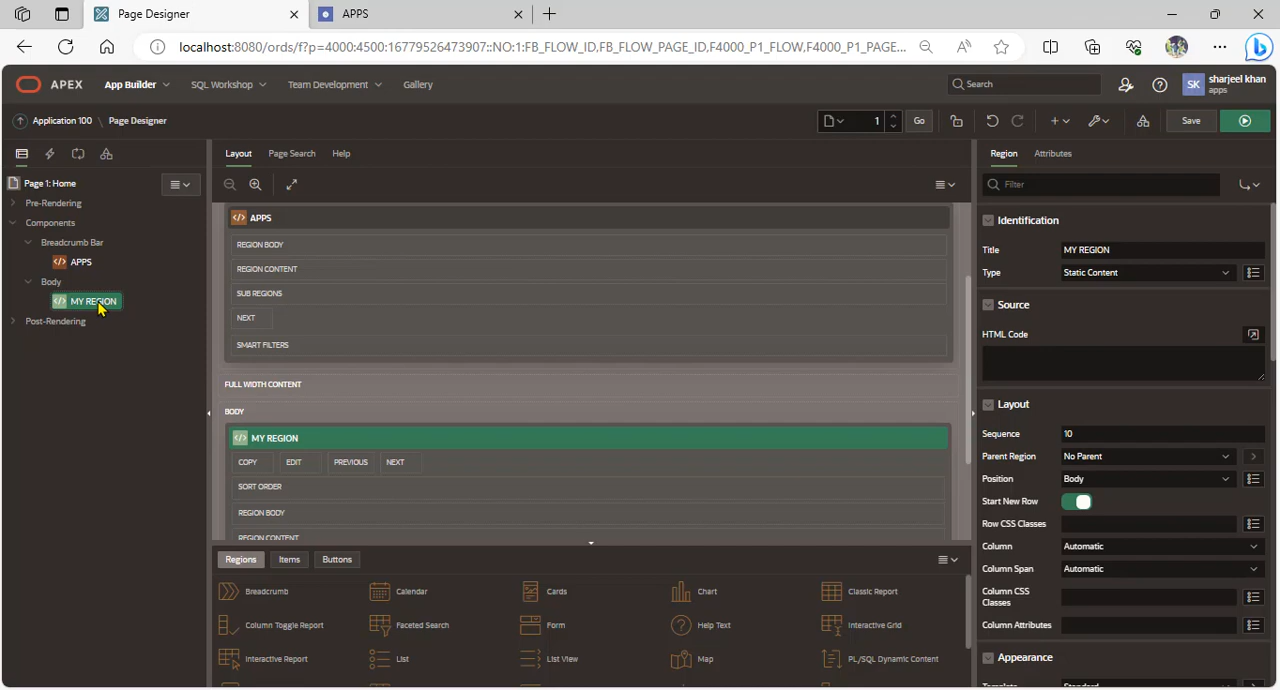 Page Designer
APPS
localhost:8080/ords/f?p=4000:4500:16779526473907::NO:1:FB_FLOW_ID,FB_FLOW_PAGE_ID,F4000_P1_FLOW,F4000_P1_PAGE...
APEX App Builder SQL Workshop Team Development Gallery Search SK sharjeel khan
apps
Application 100 \ Page Designer 1 Go Save
Layout Page Search Help Region Attributes
Page 1: Home
Pre-Rendering
Components
Breadcrumb Bar
APPS
Body
MY REGION
Post-Rendering
APPS
REGION BODY
REGION CONTENT
SUB REGIONS
NEXT
SMART FILTERS
FULL WIDTH CONTENT
BODY
MY REGION
COPY EDIT PREVIOUS NEXT
SORT ORDER
REGION BODY
REGION CONTENT
Regions Items Buttons
Breadcrumb Calendar Cards Chart Classic Report
Column Toggle Report Faceted Search Form Help Text Interactive Grid
Interactive Report List List View Map PL/SQL Dynamic Content
Filter
Identification
Title MY REGION
Type Static Content
Source
HTML Code
Layout
Sequence 10
Parent Region No Parent
Position Body
Start New Row
Row CSS Classes
Column Automatic
Column Span Automatic
Column CSS
Classes
Column Attributes
Appearance
Template Standard